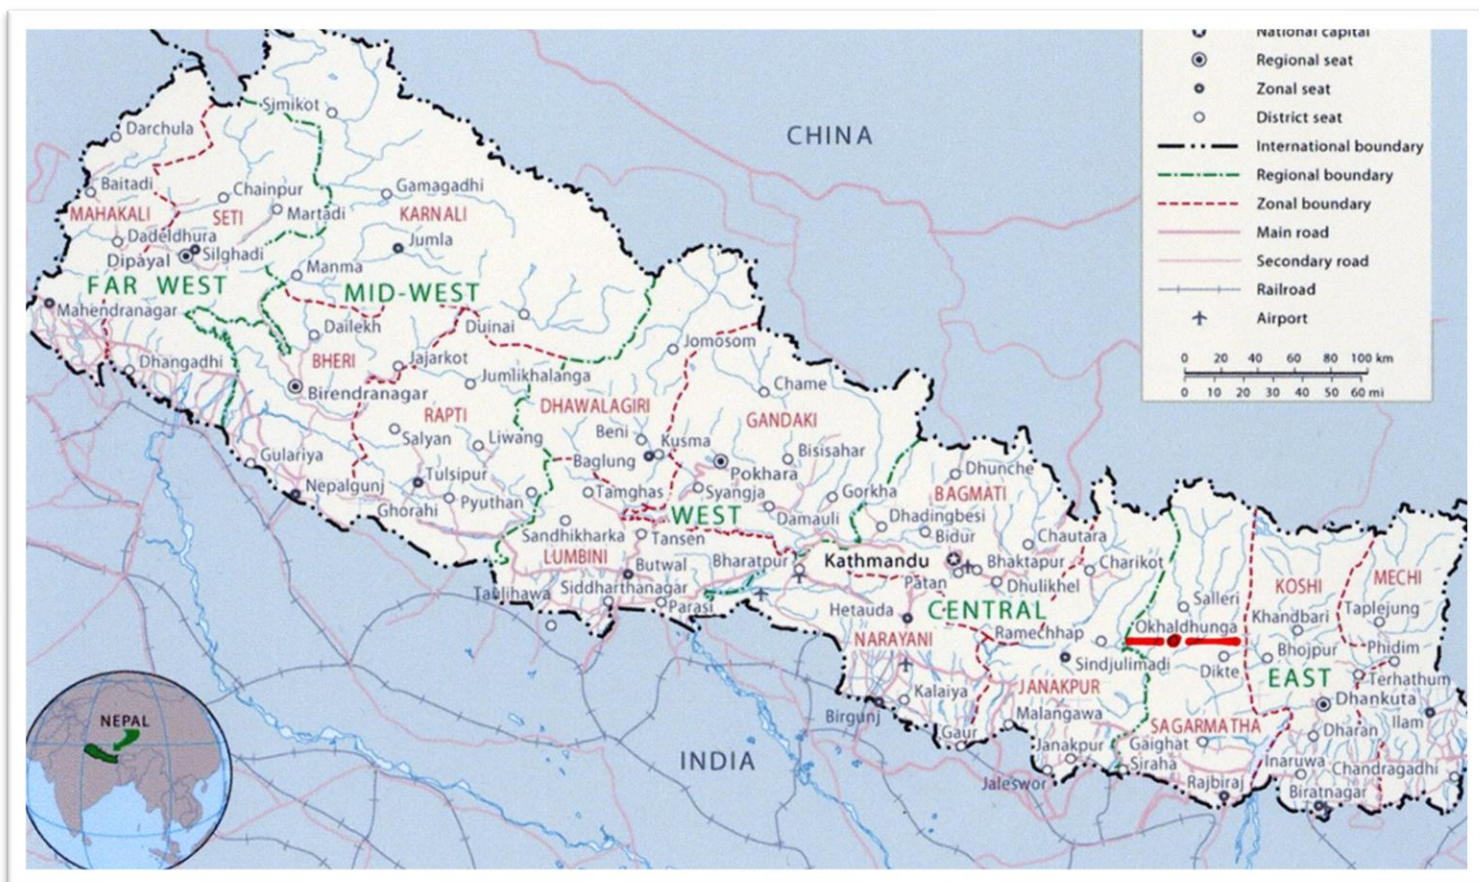 National capital
Regional seat
Zonal seat
District seat
International boundary
Regional boundary
Zonal boundary
Main road
Secondary road
Railroad
Airport
0 20 40 60 80 100 km
0 10 20 30 40 50 60 mi
CHINA
Simikot
Darchula
Baitadi
Chainpur
Gamagadhi
MAHAKALI
SETI
Martadi
KARNALI
Dadeldhura
Jumla
Dipayal
Silghadi
Manma
FAR WEST
MID-WEST
Mahendranagar
Dailekh
Duinai
Jomosom
Dhangadhi
BHERI
Jajarkot
Jumlikhalanga
Chame
Birendranagar
RAPTI
DHAWALAGIRI
GANDAKI
Salyan
Liwang
Beni
Kusma
Bisisahar
Gulariya
Baglung
Pokhara
Dhunche
Nepalgunj
Tulsipur
Tamghas
Syangja
Gorkha
BAGMATI
Ghorahi
Pyuthan
WEST
Damauli
Dhadingbesi
Sandhikharka
Tansen
Bidur
Chautara
LUMBINI
Butwal
Bharatpur
Kathmandu
Bhaktapur
Charikot
Taulihawa
Siddharthanagar
Patan
Dhulikhel
KOSHI
MECHI
Parasi
Hetauda
CENTRAL
Salleri
Khandbari
Taplejung
NARAYANI
Ramechhap
Okhaldhunga
Bhojpur
Phidim
Sindjulimadi
Dikte
EAST
Terhathum
Kalaiya
JANAKPUR
Dhankuta
Birgunj
Malangawa
SAGARMATHA
Ilam
Gaur
Janakpur
Gaighat
Dharan
INDIA
Jaleswor
Siraha
Inaruwa
Chandragadhi
Rajbiraj
Biratnagar
NEPAL